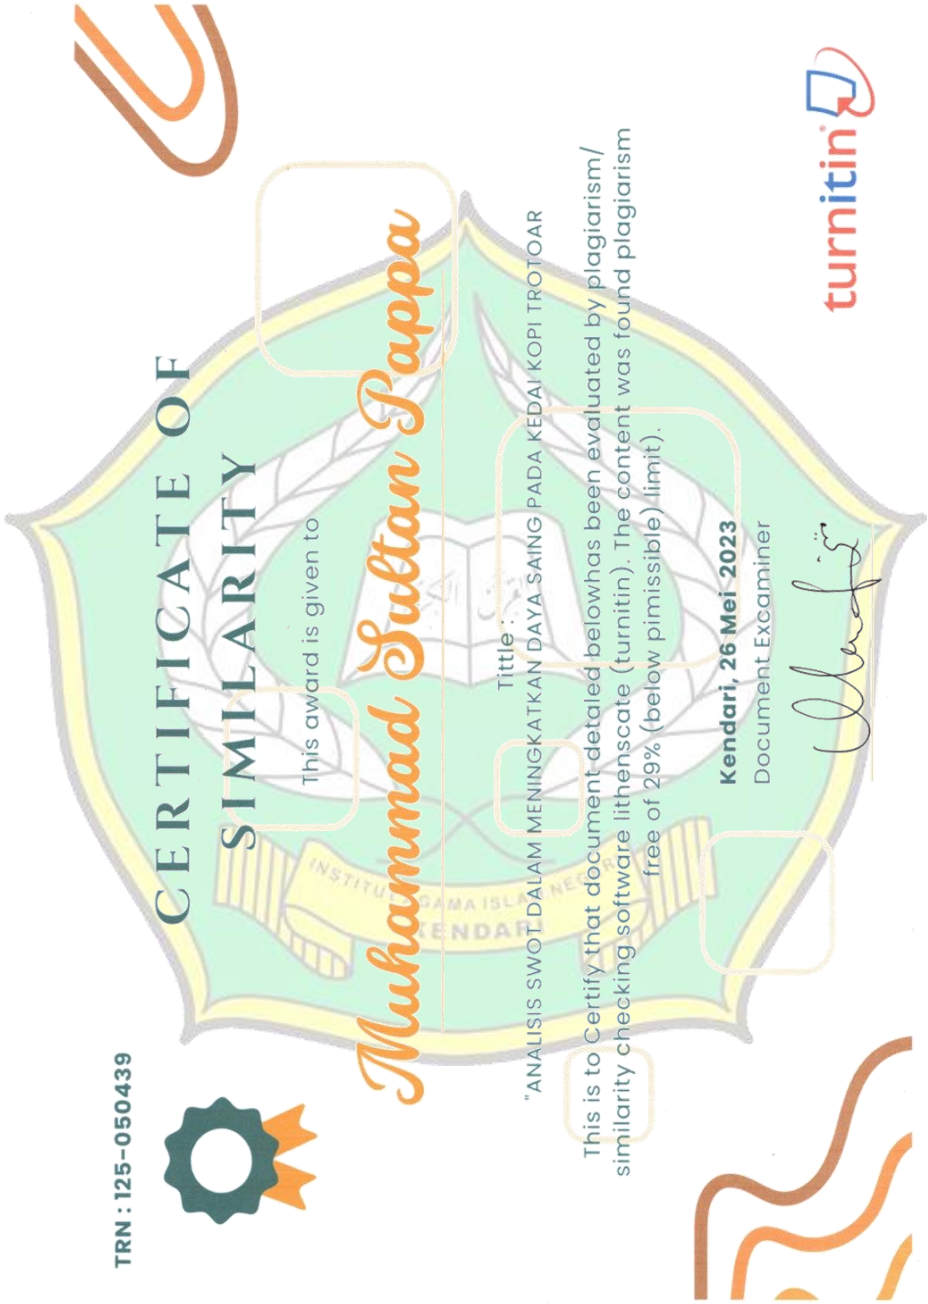 TRN : 125-050439
turnitin
CERTIFICATE OF
SIMILARITY
This award is given to
Muhammad Sultan Pappa
Tittle :
"ANALISIS SWOT DALAM MENINGKATKAN DAYA SAING PADA KEDAI KOPI TROTOAR
This is to Certify that document detaled belowhas been evaluated by plagiarism/
similarity checking software lithenscate (turnitin). The content was found plagiarism
free of 29% (below pimissible) limit).
Kendari, 26 Mei 2023
Document Excaminer
INSTITUT AGAMA ISLAM NEGERI
KENDARI